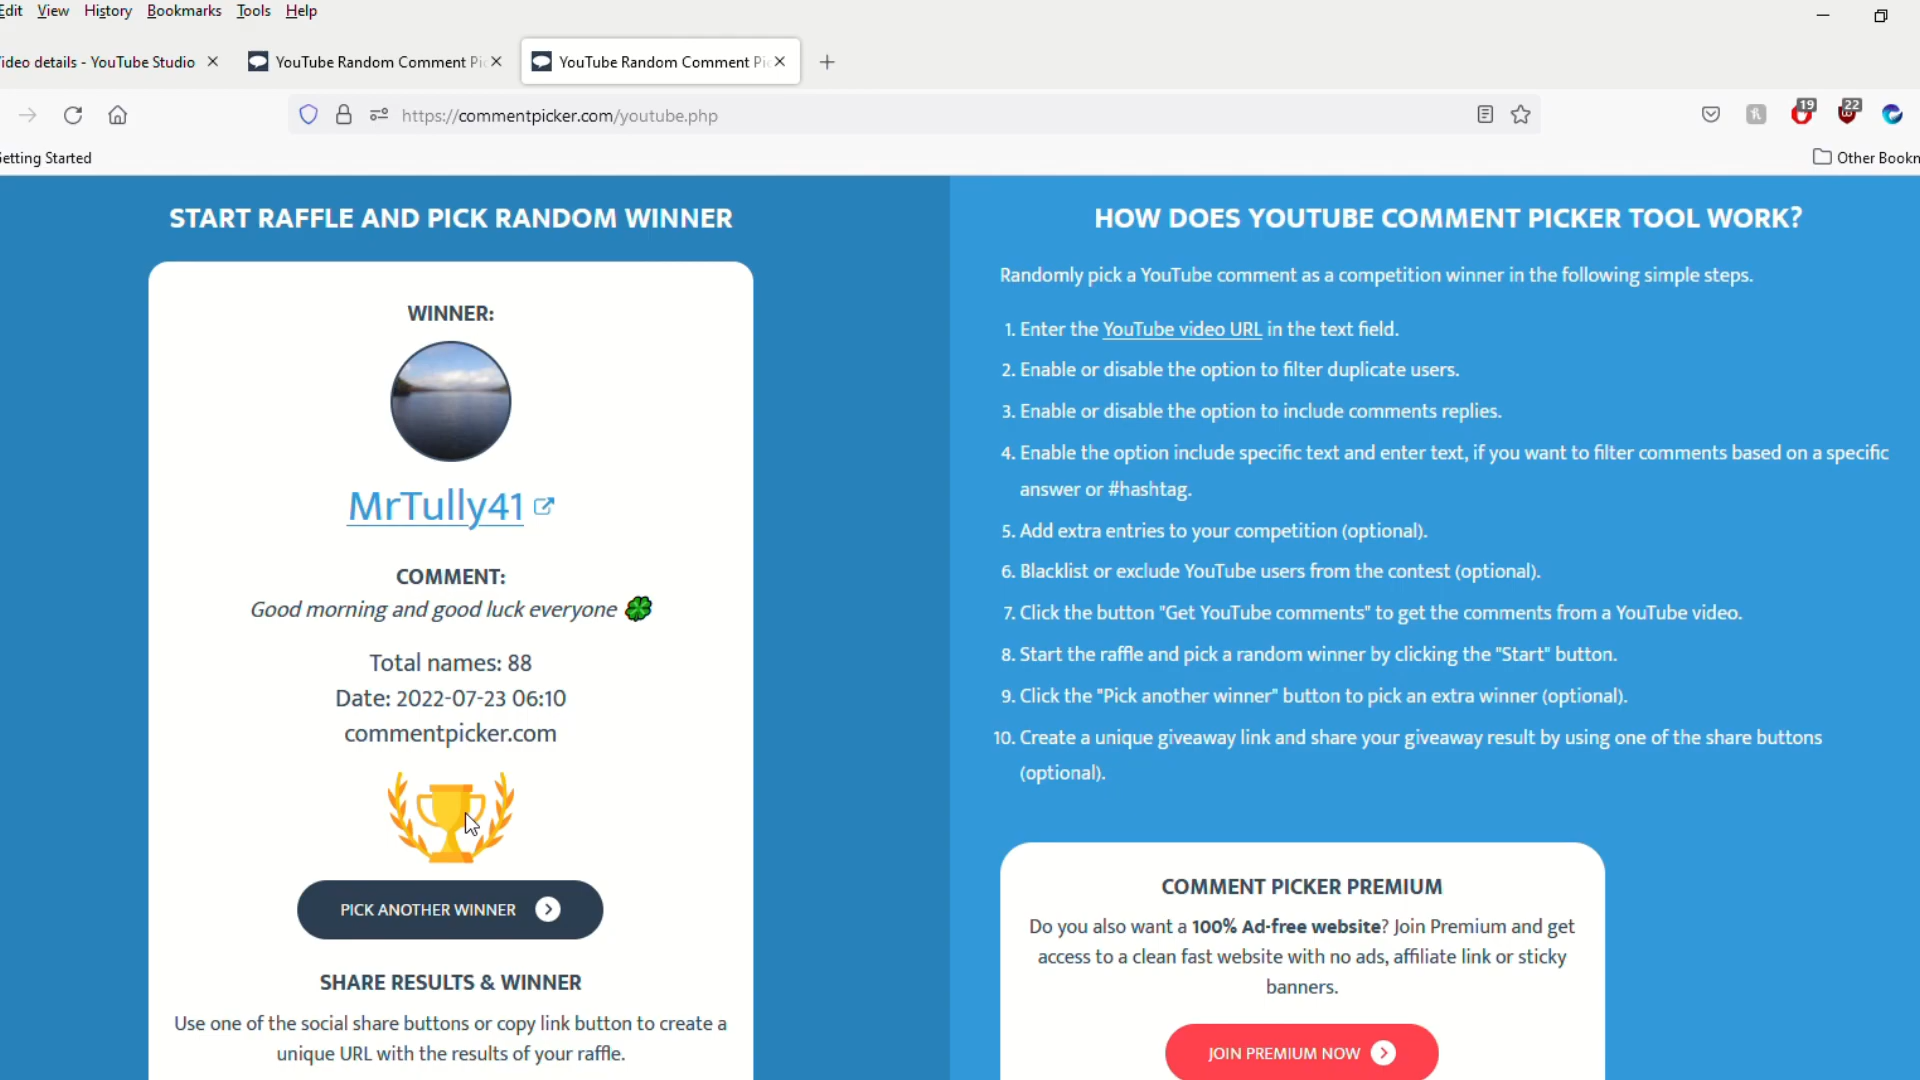 Edit View History Bookmarks Tools Help
ideo details - YouTube Studio
YouTube Random Comment Pi
YouTube Random Comment Pi
https://commentpicker.com/youtube.php
19
22
Getting Started
Other Bookn
START RAFFLE AND PICK RANDOM WINNER
WINNER:
MrTully41
COMMENT:
Good morning and good luck everyone 🍀
Total names: 88
Date: 2022-07-23 06:10
commentpicker.com
PICK ANOTHER WINNER
SHARE RESULTS & WINNER
Use one of the social share buttons or copy link button to create a
unique URL with the results of your raffle.
HOW DOES YOUTUBE COMMENT PICKER TOOL WORK?
Randomly pick a YouTube comment as a competition winner in the following simple steps.
1. Enter the YouTube video URL in the text field.
2. Enable or disable the option to filter duplicate users.
3. Enable or disable the option to include comments replies.
4. Enable the option include specific text and enter text, if you want to filter comments based on a specific
answer or #hashtag.
5. Add extra entries to your competition (optional).
6. Blacklist or exclude YouTube users from the contest (optional).
7. Click the button "Get YouTube comments" to get the comments from a YouTube video.
8. Start the raffle and pick a random winner by clicking the "Start" button.
9. Click the "Pick another winner" button to pick an extra winner (optional).
10. Create a unique giveaway link and share your giveaway result by using one of the share buttons
(optional).
COMMENT PICKER PREMIUM
Do you also want a 100% Ad-free website? Join Premium and get
access to a clean fast website with no ads, affiliate link or sticky
banners.
JOIN PREMIUM NOW